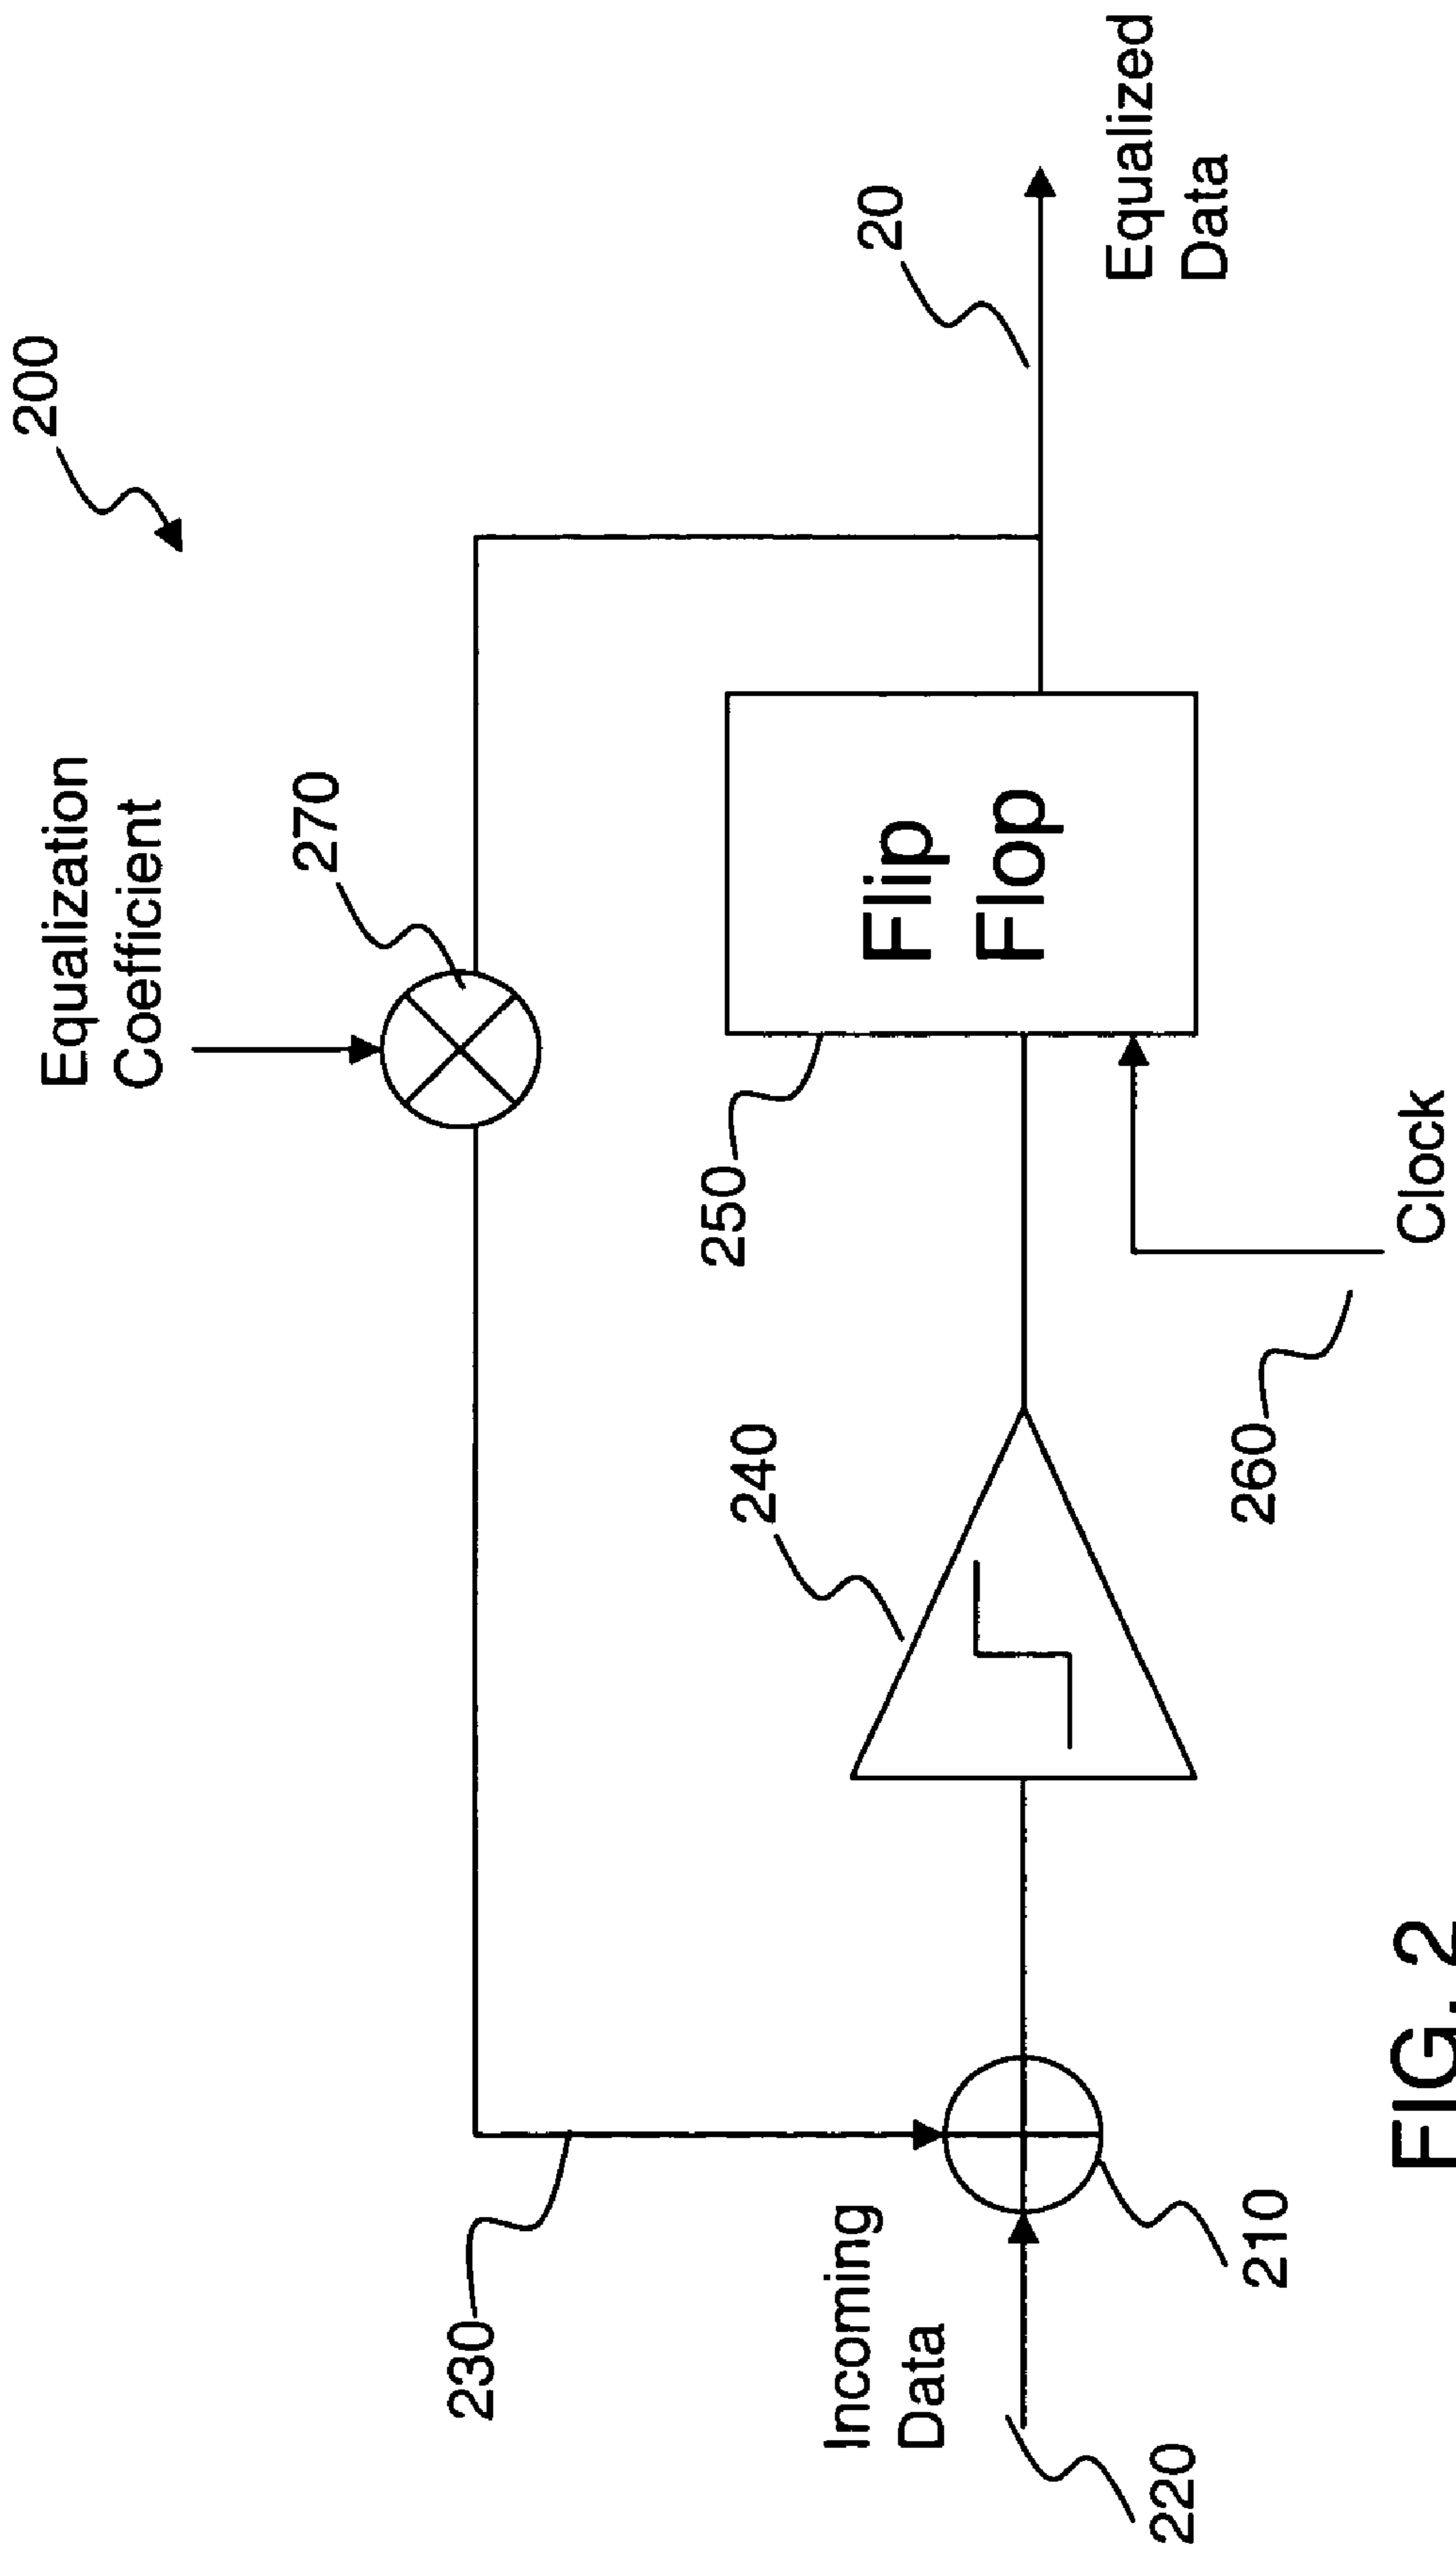 200
Equalization
Coefficient
270
20
Equalized
Data
230
250
Flip
Flop
240
Incoming
Data
220
210
260
Clock
FIG. 2